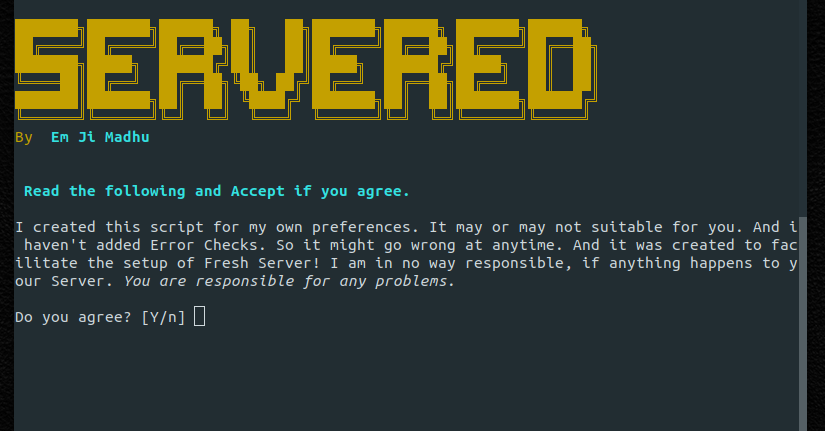 SERVERED
By  Em Ji Madhu
Read the following and Accept if you agree.
I created this script for my own preferences. It may or may not suitable for you. And i
haven't added Error Checks. So it might go wrong at anytime. And it was created to fac
ilitate the setup of Fresh Server! I am in no way responsible, if anything happens to y
our Server. You are responsible for any problems.
Do you agree? [Y/n]